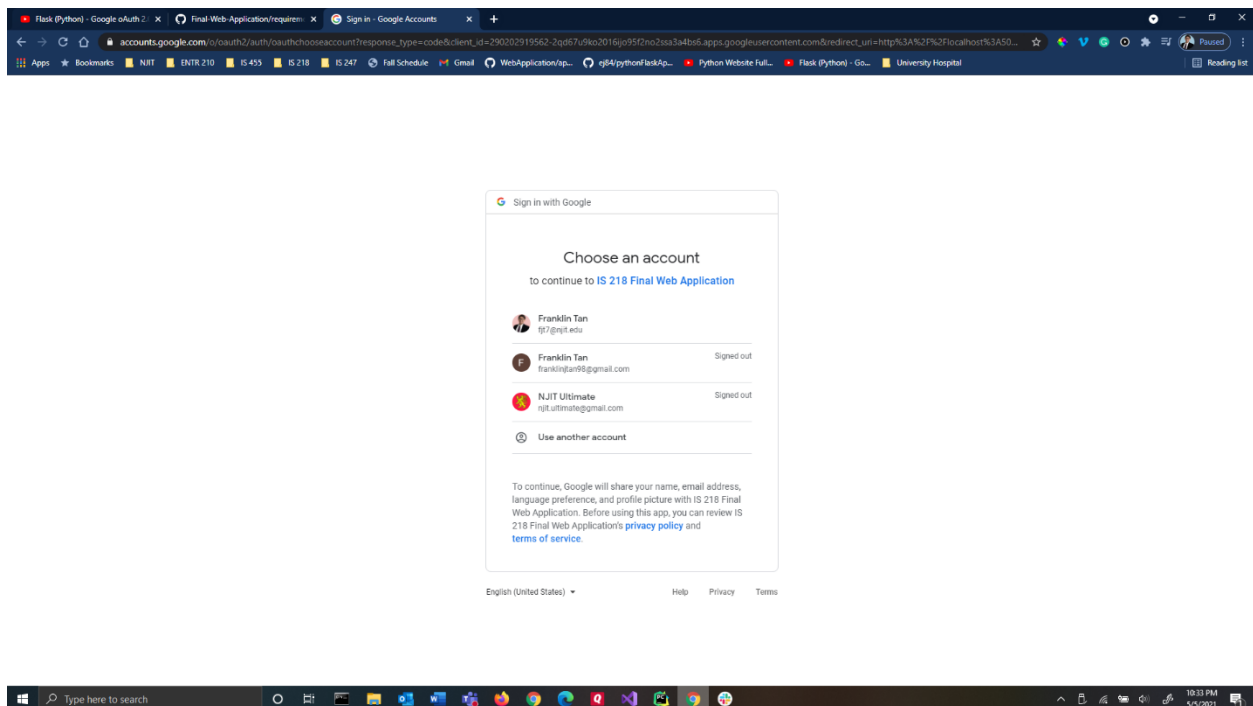 Flask (Python) - Google oAuth 2.
Final-Web-Application/requirem
Sign in - Google Accounts
accounts.google.com/o/oauth2/auth/oauthchooseaccount?response_type=code&client_id=290202919562-2qd67u9ko2016ijo95f2no2ssa3a4bs6.apps.googleusercontent.com&redirect_uri=http%3A%2F%2Flocalhost%3A50...
Paused
Apps Bookmarks NJIT ENTR 210 IS 455 IS 218 IS 247 Fall Schedule Gmail WebApplication/ap... ej84/pythonFlaskAp... Python Website Full... Flask (Python) - Go... University Hospital Reading list
Sign in with Google
Choose an account
to continue to IS 218 Final Web Application
Franklin Tan
fjt7@njit.edu
Franklin Tan Signed out
franklinjtan98@gmail.com
NJIT Ultimate Signed out
njit.ultimate@gmail.com
Use another account
To continue, Google will share your name, email address,
language preference, and profile picture with IS 218 Final
Web Application. Before using this app, you can review IS
218 Final Web Application's privacy policy and
terms of service.
English (United States) Help Privacy Terms
Type here to search
10:33 PM
5/5/2021